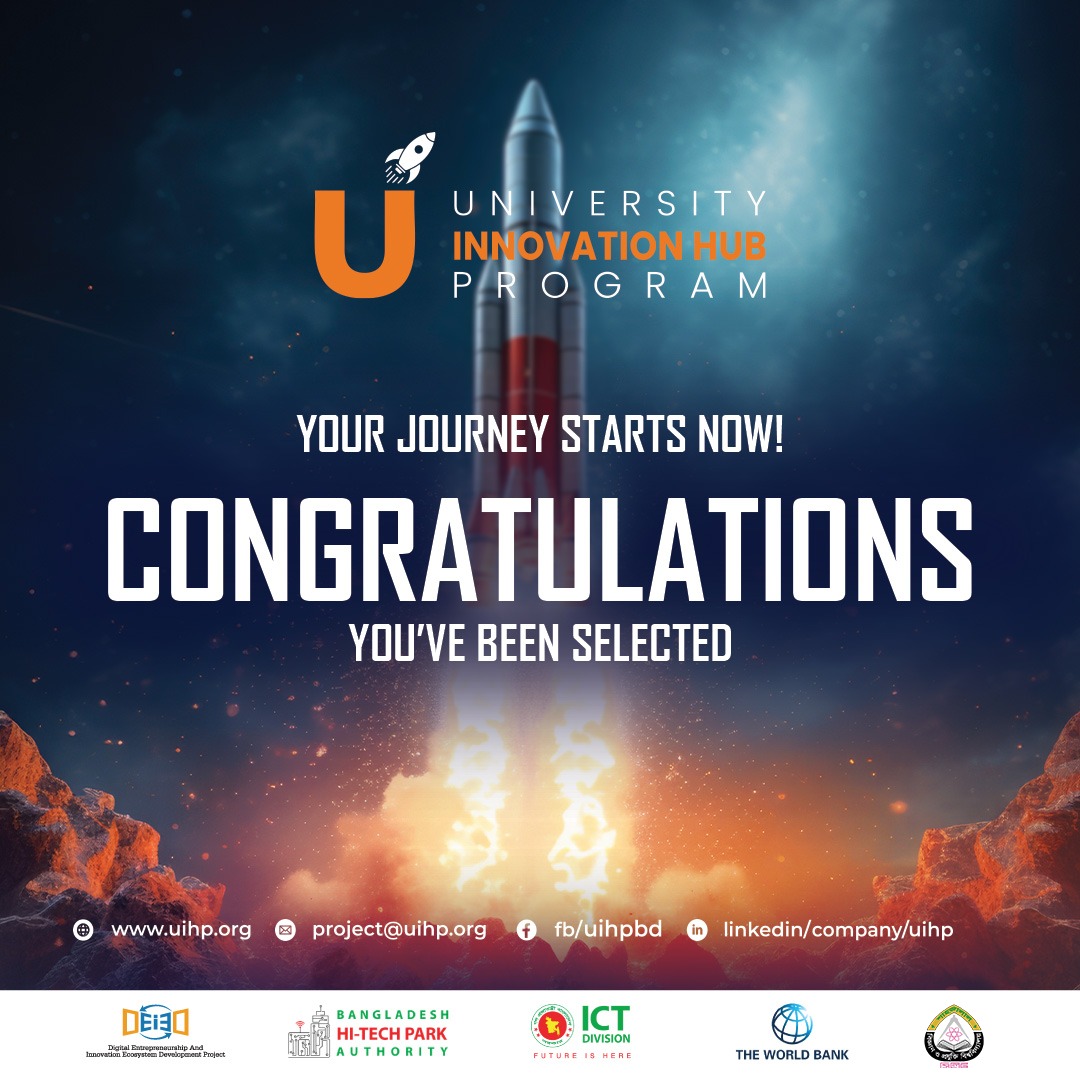 U
UNIVERSITY
INNOVATION HUB
PROGRAM
YOUR JOURNEY STARTS NOW!
CONGRATULATIONS
YOU'VE BEEN SELECTED
www.uihp.org project@uihp.org fb/uihpbd linkedin/company/uihp
DEIED
Digital Entrepreneurship And
Innovation Ecosystem Development Project
BANGLADESH
HI-TECH PARK
AUTHORITY
ICT
DIVISION
FUTURE IS HERE
THE WORLD BANK